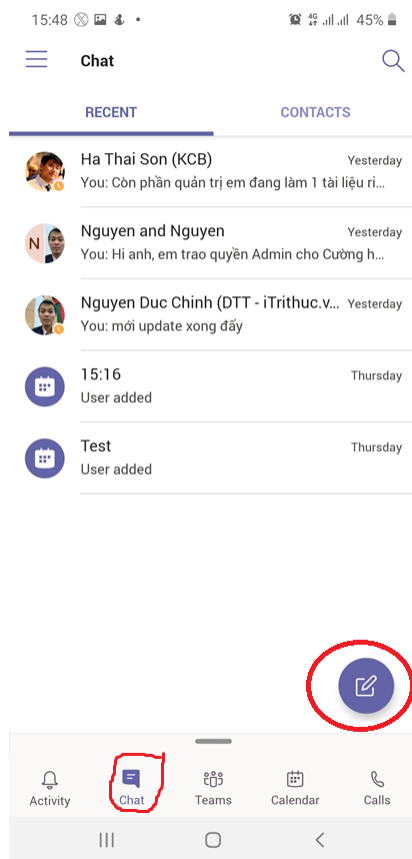 15:48
4G 45%
Chat
RECENT CONTACTS
Ha Thai Son (KCB) Yesterday
You: Còn phần quản trị em đang làm 1 tài liệu ri...
N
Nguyen and Nguyen Yesterday
You: Hi anh, em trao quyền Admin cho Cường h...
Nguyen Duc Chinh (DTT - iTrithuc.v... Yesterday
You: mới update xong đấy
15:16 Thursday
User added
Test Thursday
User added
Activity Chat Teams Calendar Calls